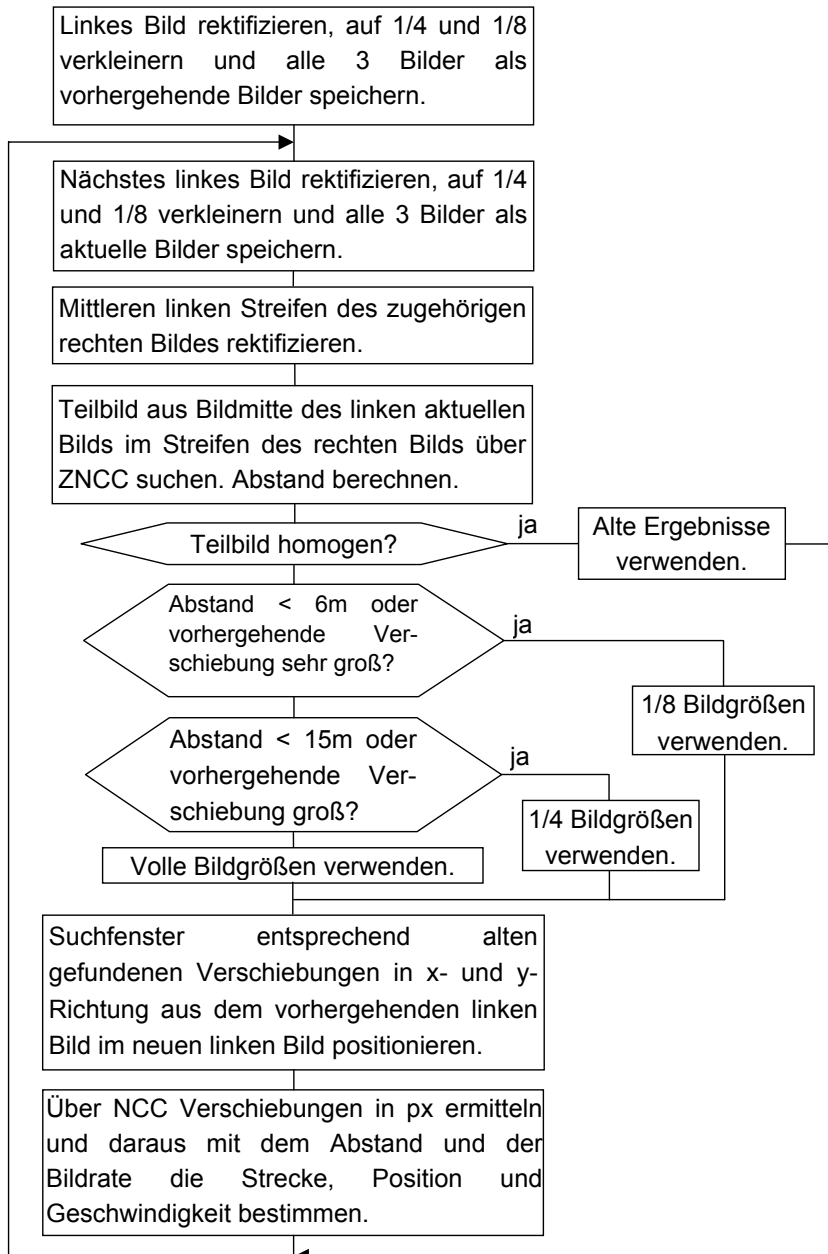 Linkes Bild rektifizieren, auf 1/4 und 1/8
verkleinern und alle 3 Bilder als
vorhergehende Bilder speichern.
Nächstes linkes Bild rektifizieren, auf 1/4
und 1/8 verkleinern und alle 3 Bilder als
aktuelle Bilder speichern.
Mittleren linken Streifen des zugehörigen
rechten Bildes rektifizieren.
Teilbild aus Bildmitte des linken aktuellen
Bilds im Streifen des rechten Bilds über
ZNCC suchen. Abstand berechnen.
Teilbild homogen?
ja
Alte Ergebnisse
verwenden.
Abstand < 6m oder
vorhergehende Ver-
schiebung sehr groß?
ja
1/8 Bildgrößen
verwenden.
Abstand < 15m oder
vorhergehende Ver-
schiebung groß?
ja
1/4 Bildgrößen
verwenden.
Volle Bildgrößen verwenden.
Suchfenster entsprechend alten
gefundenen Verschiebungen in x- und y-
Richtung aus dem vorhergehenden linken
Bild im neuen linken Bild positionieren.
Über NCC Verschiebungen in px ermitteln
und daraus mit dem Abstand und der
Bildrate die Strecke, Position und
Geschwindigkeit bestimmen.